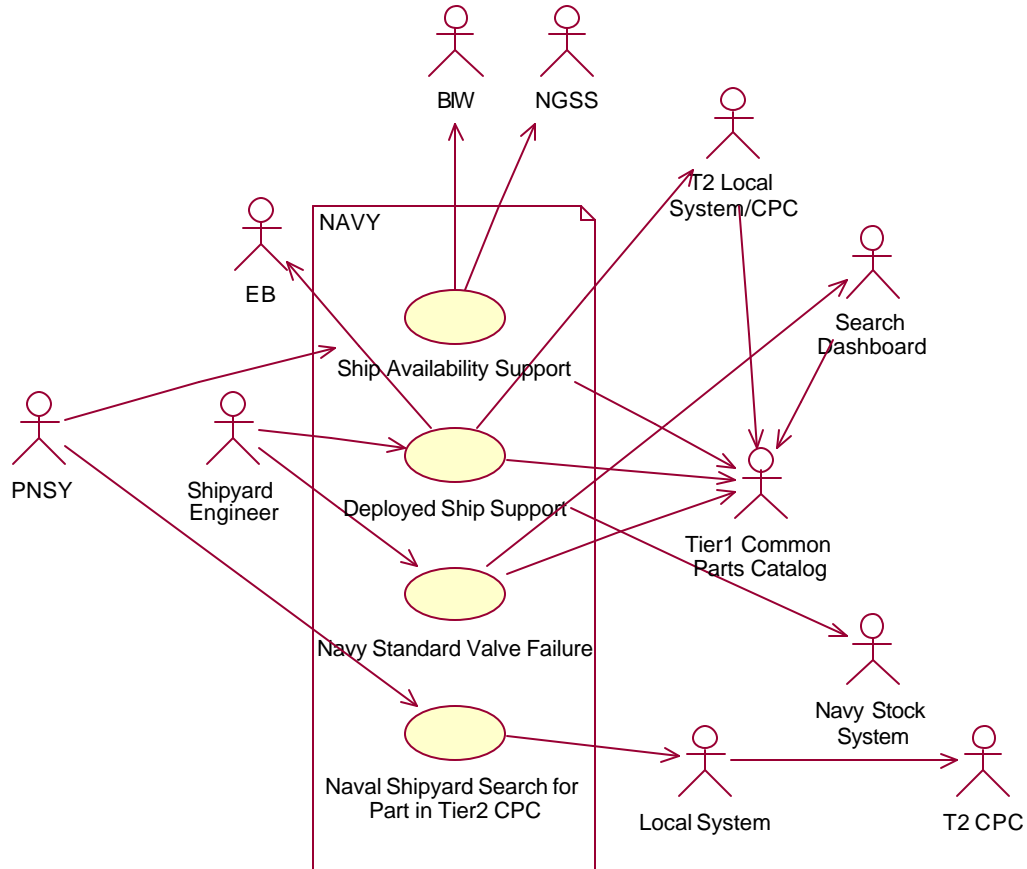 BIW
NGSS
T2 Local
System/CPC
NAVY
EB
Search
Dashboard
Ship Availability Support
PNSY
Shipyard
Engineer
Deployed Ship Support
Tier1 Common
Parts Catalog
Navy Standard Valve Failure
Navy Stock
System
Naval Shipyard Search for
Part in Tier2 CPC
Local System
T2 CPC